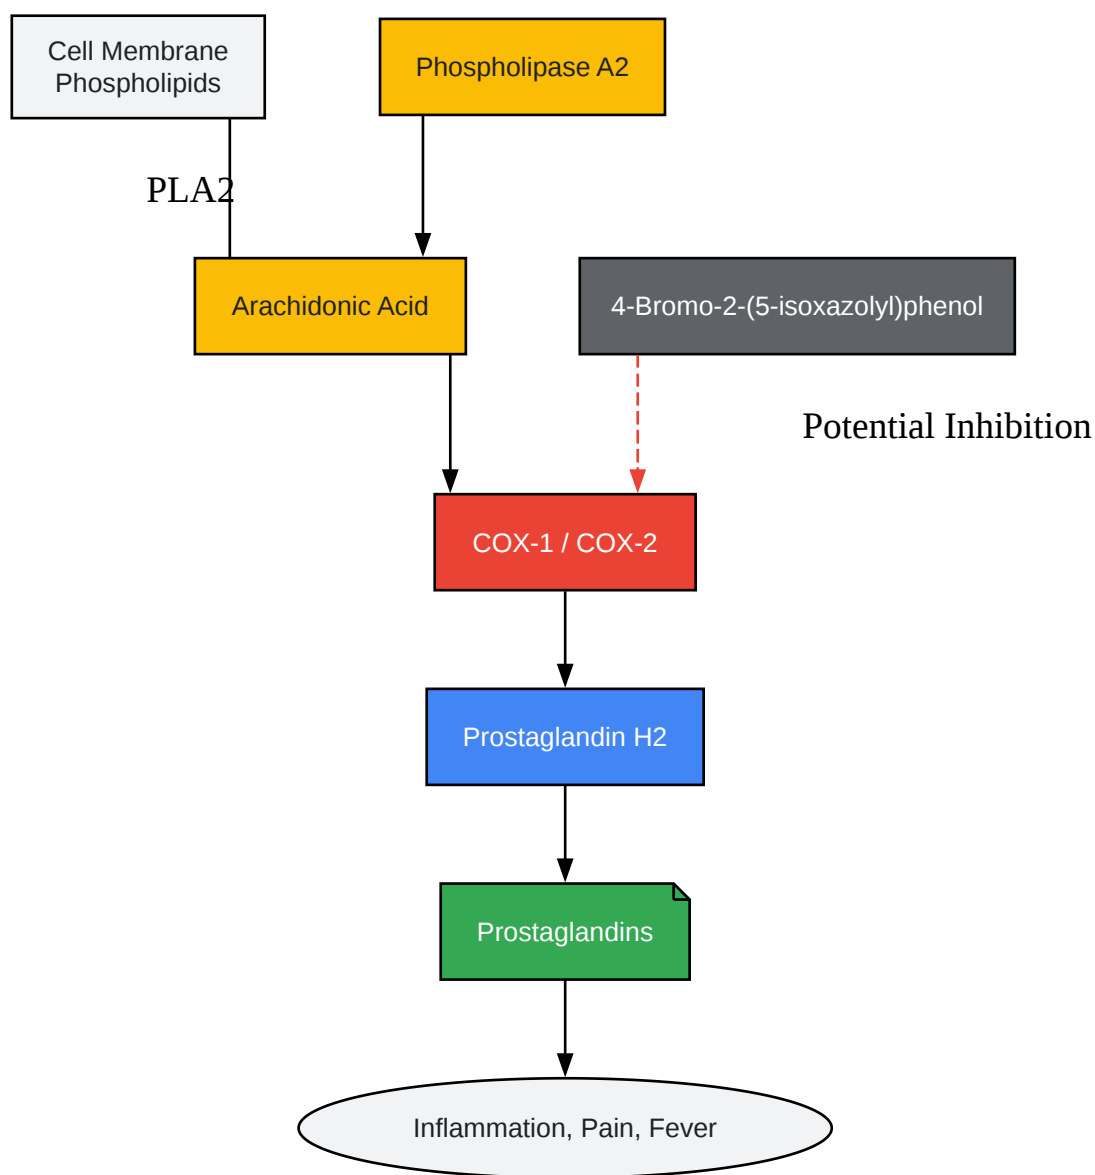 Cell Membrane
Phospholipids
Phospholipase A2
PLA2
Arachidonic Acid
4-Bromo-2-(5-isoxazolyl)phenol
Potential Inhibition
COX-1 / COX-2
Prostaglandin H2
Prostaglandins
Inflammation, Pain, Fever